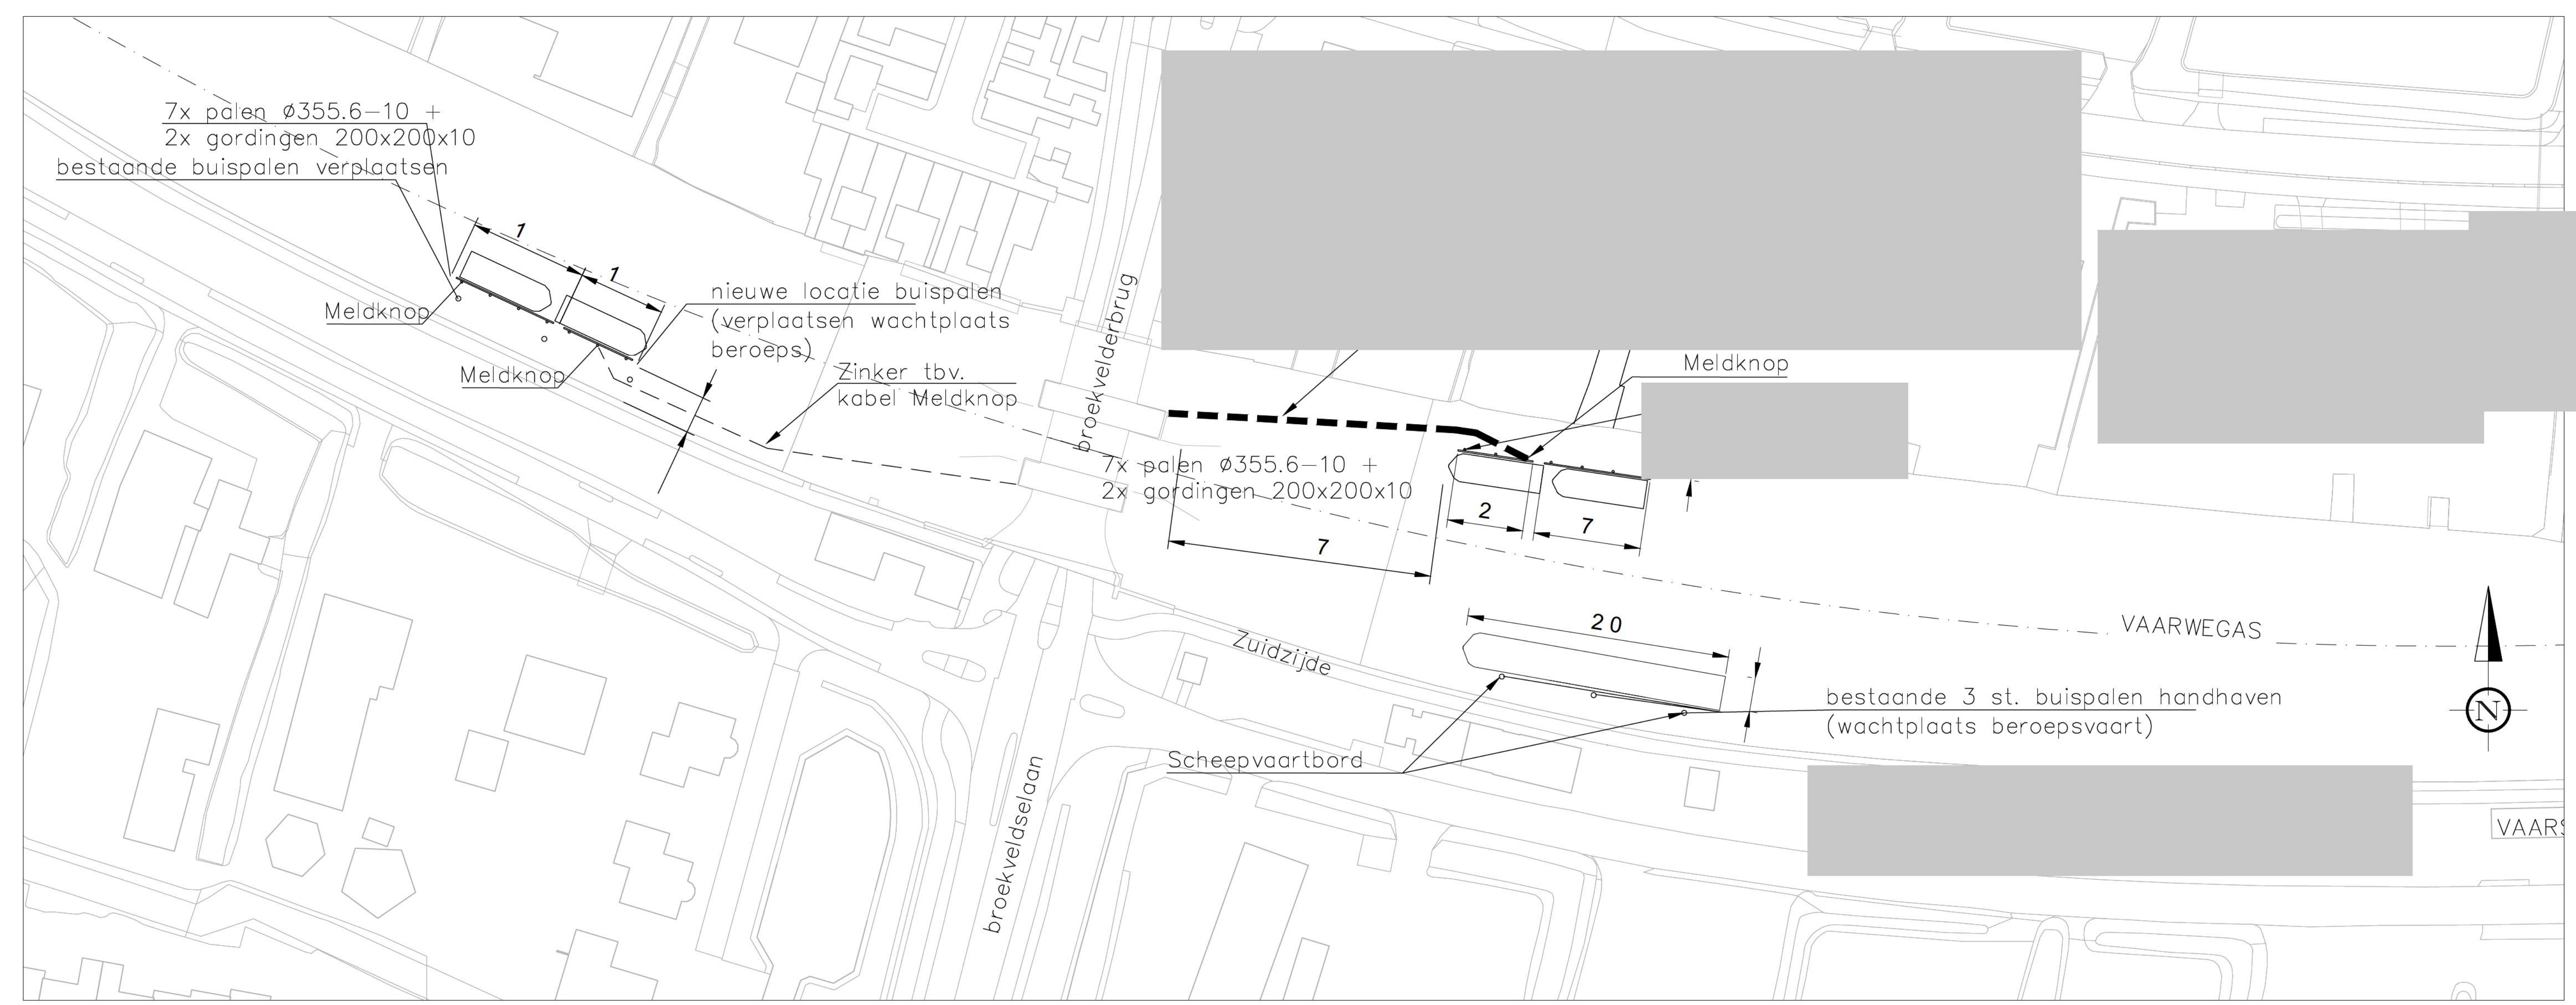 7x palen ø355.6-10 +
2x gordingen 200x200x10
bestaande buispalen verplaatsen
1
1
Meldknop
Meldknop
nieuwe locatie buispalen
(verplaatsen wachtplaats
beroeps)
Zinker tbv.
kabel Meldknop
broekvelderbrug
Meldknop
7x palen ø355.6-10 +
2x gordingen 200x200x10
2
7
7
20
VAARWEGAS
Zuidzijde
bestaande 3 st. buispalen handhaven
(wachtplaats beroepsvaart)
Scheepvaartbord
broekveldselaan
N
VAARS